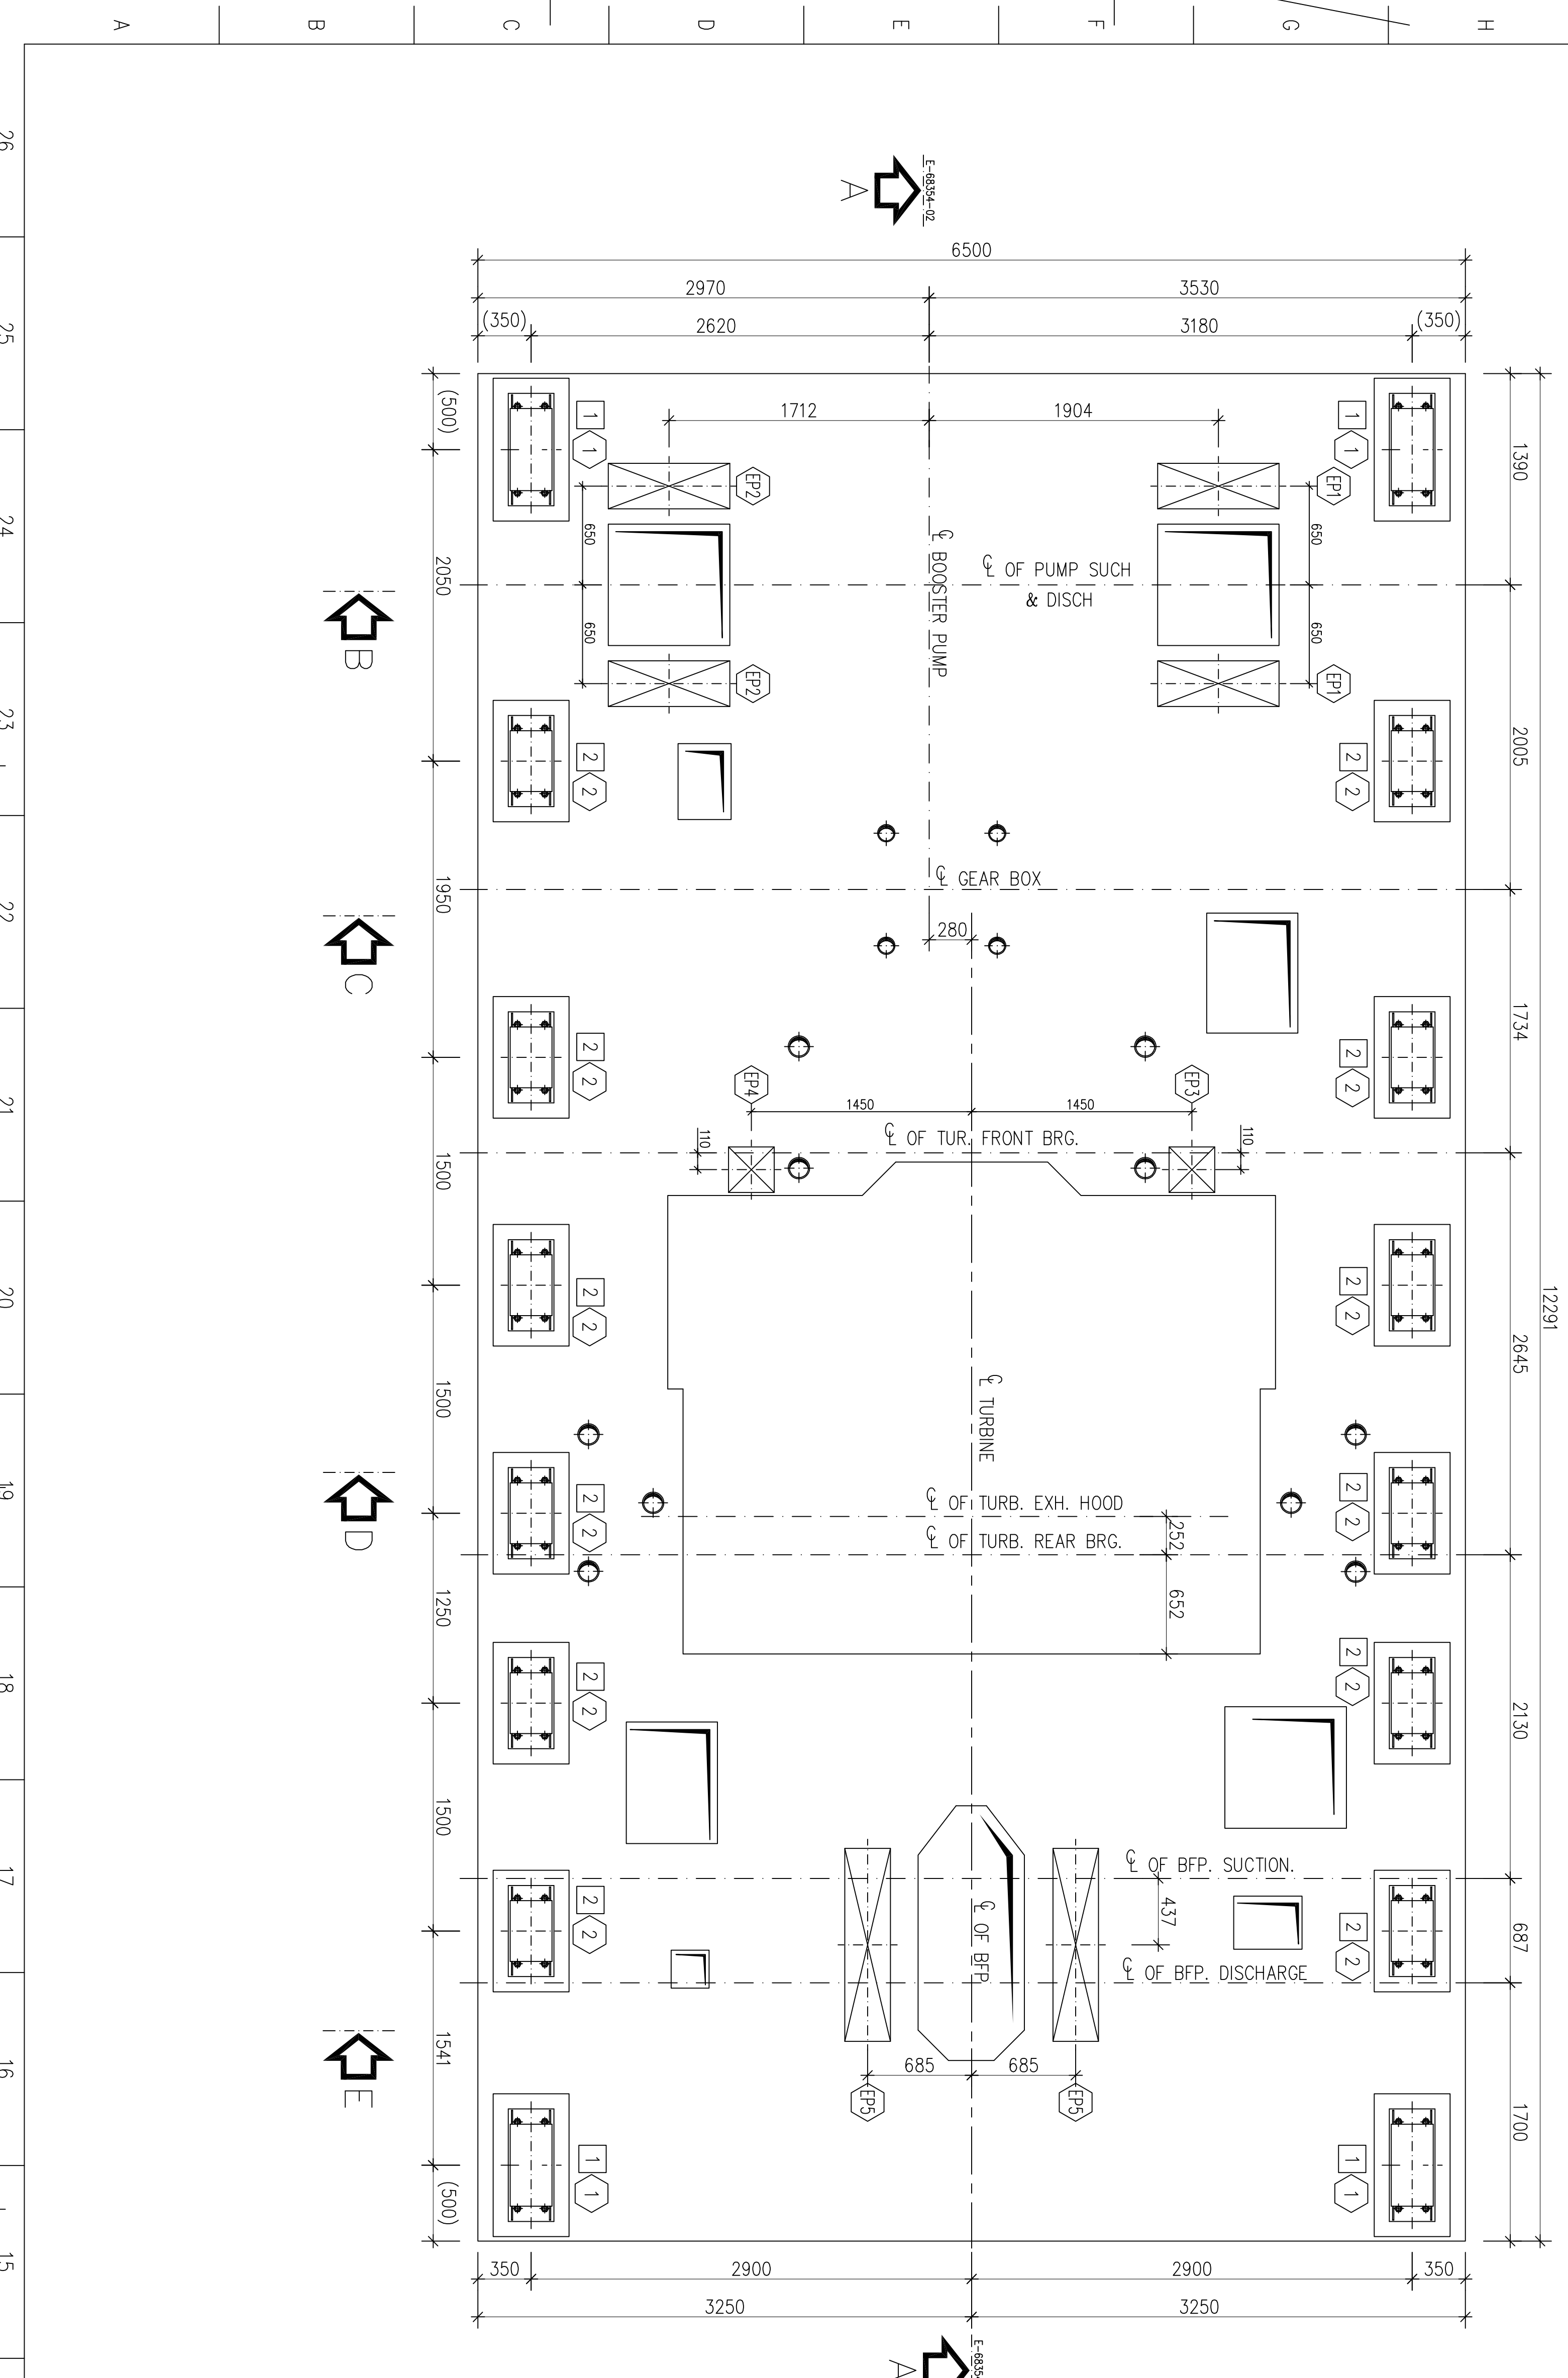 A
B
C
D
E
F
G
H
26
25
24
23
22
21
20
19
18
17
16
15
E-68354-02
A
6500
2970
3530
(350)
2620
3180
(350)
(500)
2050
1950
1500
1500
1250
1500
1541
(500)
12291
1390
2005
1734
2645
2130
687
1700
1712
1904
1
1
1
1
EP2
EP1
650
650
650
650
℄ BOOSTER PUMP
℄ OF PUMP SUCH
& DISCH
EP2
EP1
B
2
2
2
2
℄ GEAR BOX
280
C
2
2
2
2
EP4
EP3
1450
1450
110
110
℄ OF TUR. FRONT BRG.
2
2
2
2
℄ TURBINE
2
2
2
2
℄ OF TURB. EXH. HOOD
252
℄ OF TURB. REAR BRG.
652
D
2
2
2
2
℄ OF BFP. SUCTION.
437
2
2
2
2
℄ OF BFP
℄ OF BFP. DISCHARGE
E
685
685
EP5
EP5
1
1
1
1
350
2900
2900
350
3250
3250
A